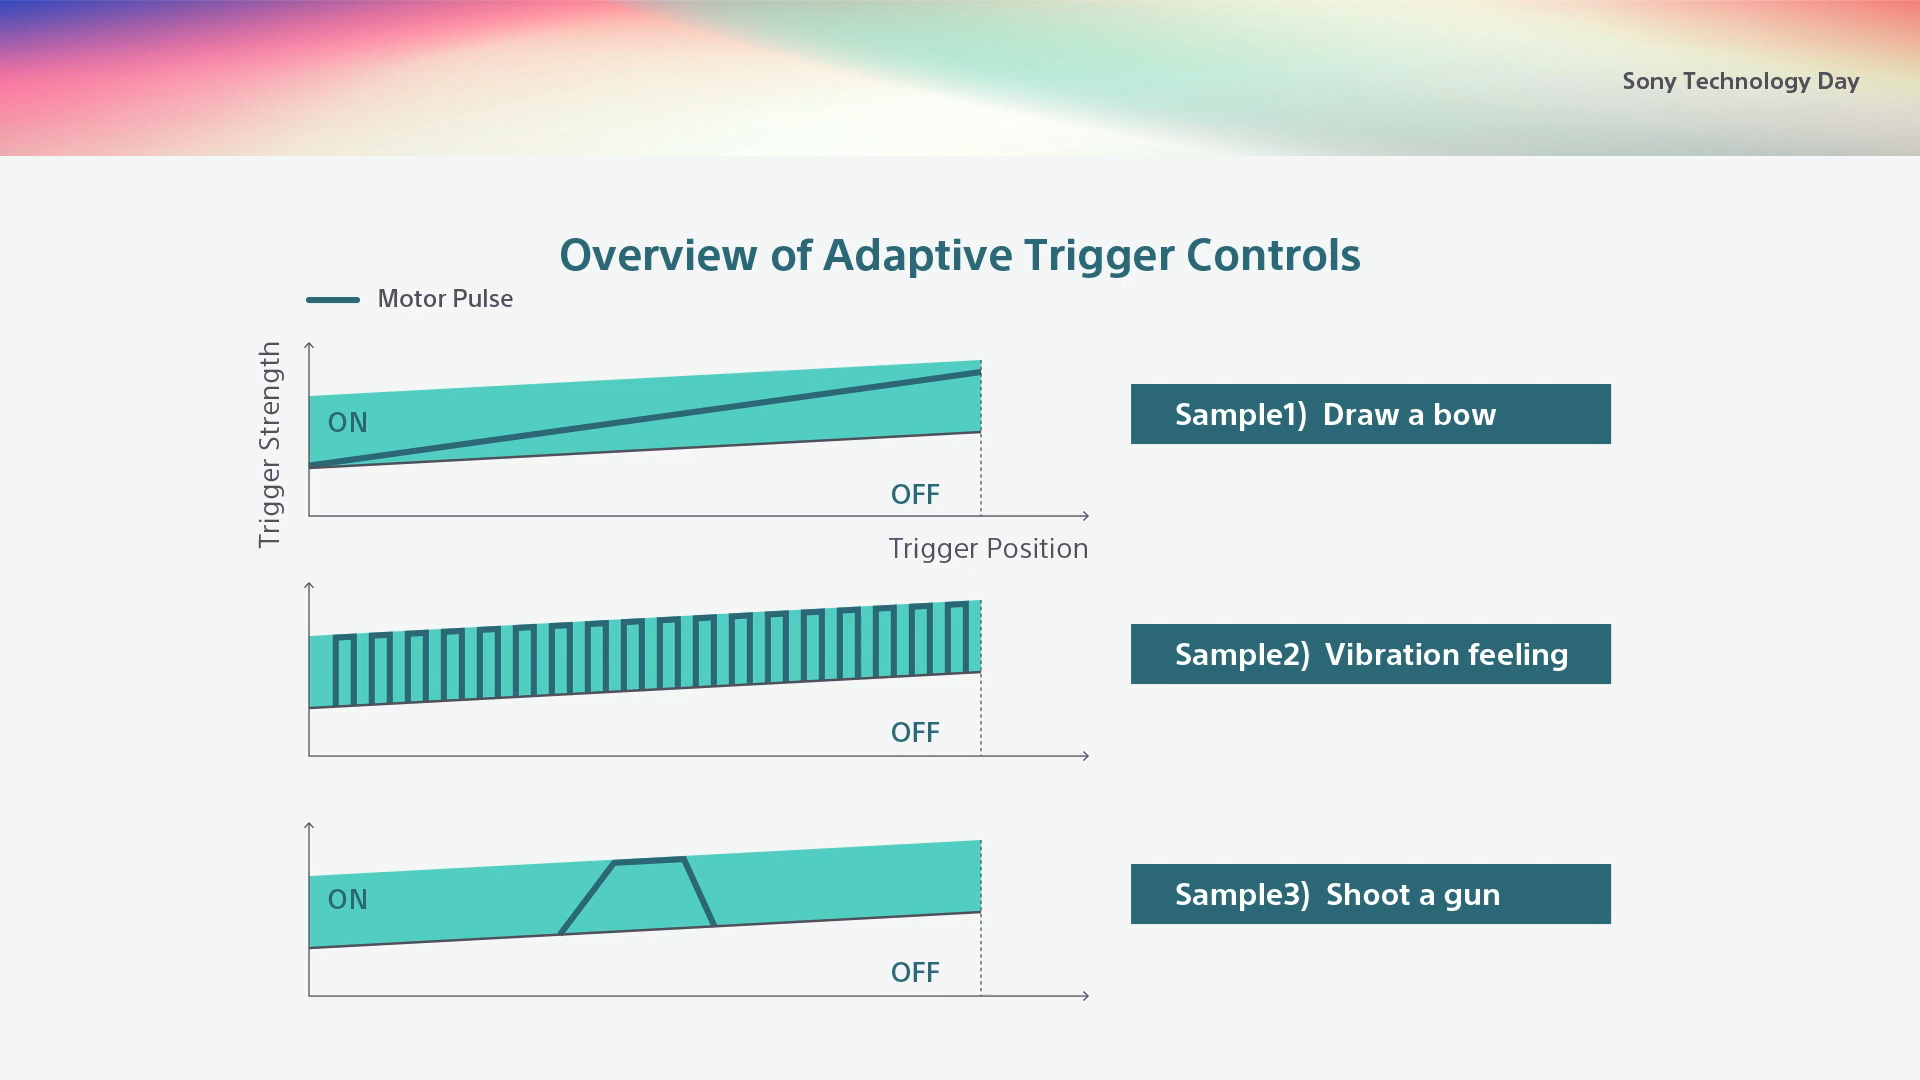 Sony Technology Day
Overview of Adaptive Trigger Controls
Motor Pulse
Trigger Strength
ON
OFF
Trigger Position
Sample1) Draw a bow
OFF
Sample2) Vibration feeling
ON
OFF
Sample3) Shoot a gun